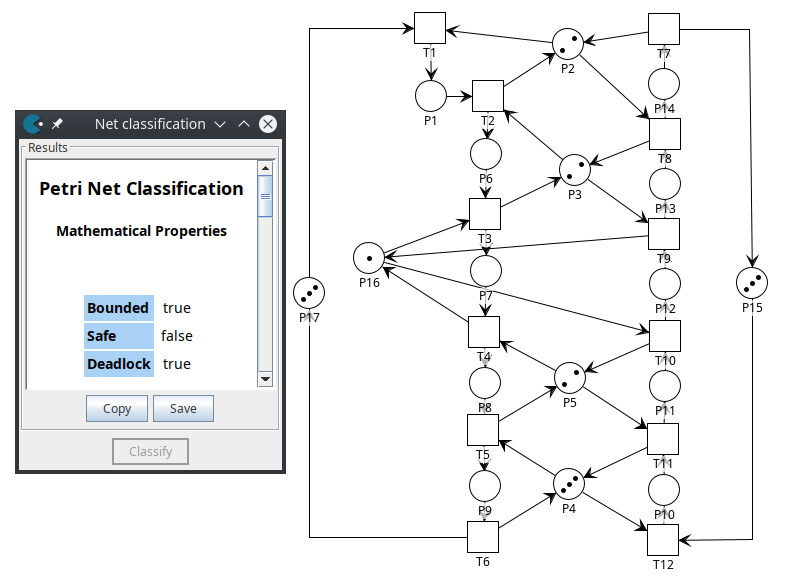 Net classification
Results
Petri Net Classification
Mathematical Properties
Bounded true
Safe false
Deadlock true
Copy Save
Classify
T1
P2
T7
P1
T2
P14
T8
P6
P3
P13
T3
T9
P16
P7
P12
P17
P15
T4
T10
P8
P5
P11
T5
T11
P9
P4
P10
T6
T12